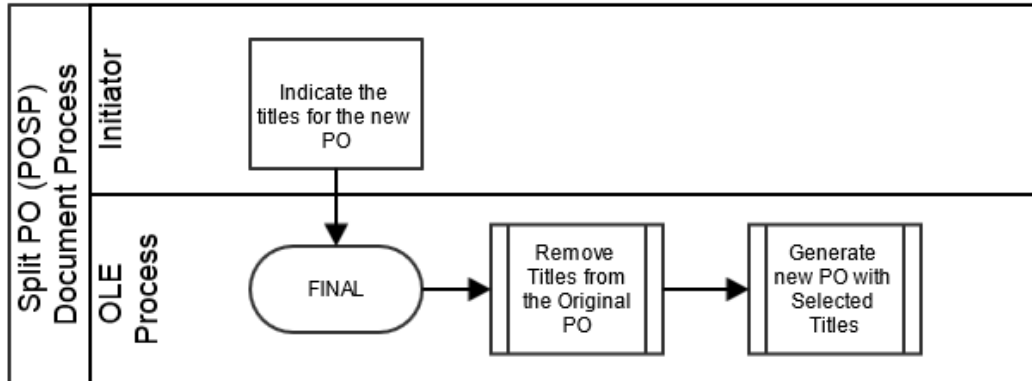 Split PO (POSP)
Document Process
Initiator
Indicate the
titles for the new
PO
OLE
Process
FINAL
Remove
Titles from
the Original
PO
Generate
new PO with
Selected
Titles